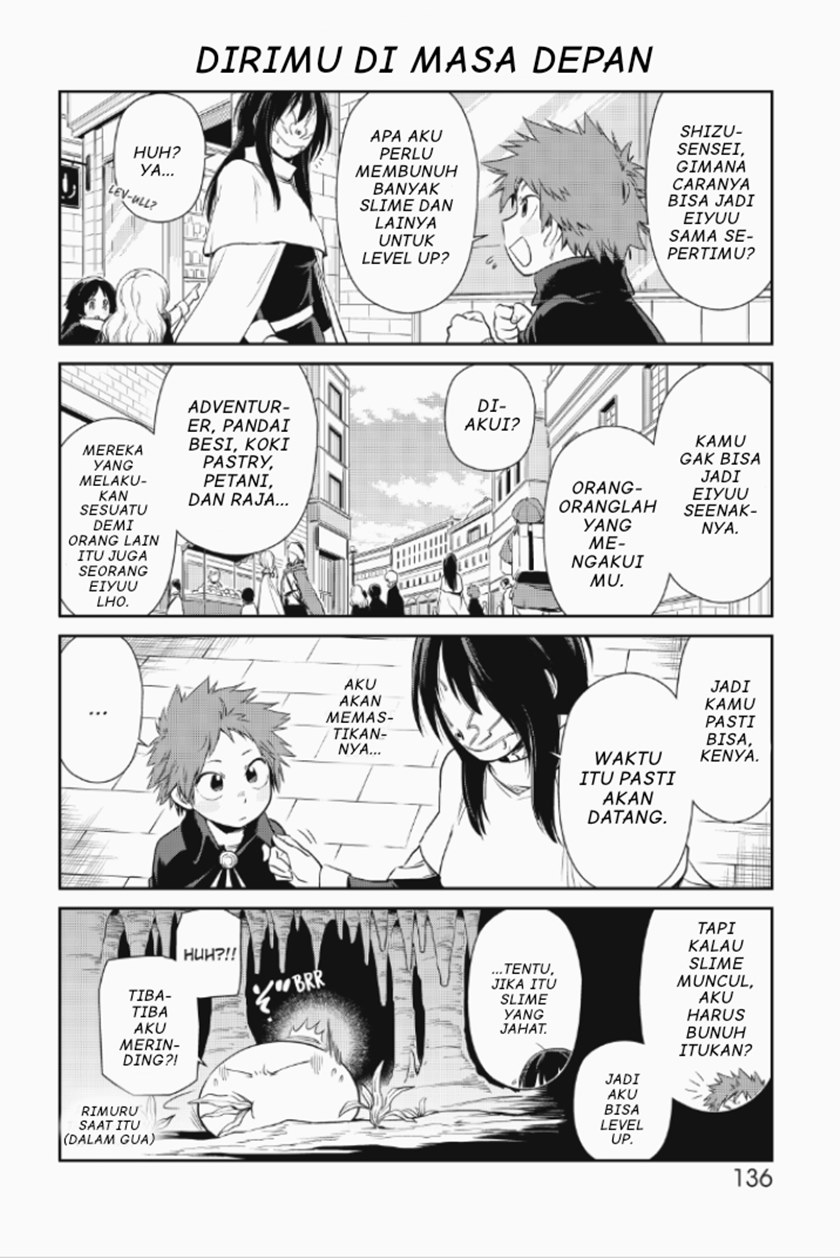 DIRIMU DI MASA DEPAN
SHIZU-
SENSEI,
GIMANA
CARANYA
BISA JADI
EIYUU
SAMA SE-
PERTIMU?
APA AKU
PERLU
MEMBUNUH
BANYAK
SLIME DAN
LAINYA
UNTUK
LEVEL UP?
HUH?
YA...
LEV-ULL?
KAMU
GAK BISA
JADI
EIYUU
SEENAK-
NYA.
ORANG-
ORANGLAH
YANG
ME-
NGAKUI
MU.
DI-
AKUI?
ADVENTUR-
ER, PANDAI
BESI, KOKI
PASTRY,
PETANI,
DAN RAJA...
MEREKA
YANG
MELAKU-
KAN
SESUATU
DEMI
ORANG LAIN
ITU JUGA
SEORANG
EIYUU
LHO.
JADI
KAMU
PASTI
BISA,
KENYA.
WAKTU
ITU PASTI
AKAN
DATANG.
AKU
AKAN
MEMAS-
TIKAN-
NYA...
...
TAPI
KALAU
SLIME
MUNCUL,
AKU
HARUS
BUNUH
ITUKAN?
JADI
AKU
BISA
LEVEL
UP.
...TENTU,
JIKA ITU
SLIME
YANG
JAHAT.
BRR
HUH?!!
TIBA-
TIBA
AKU
MERIN-
DING?!
RIMURU
SAAT ITU
(DALAM GUA)
136